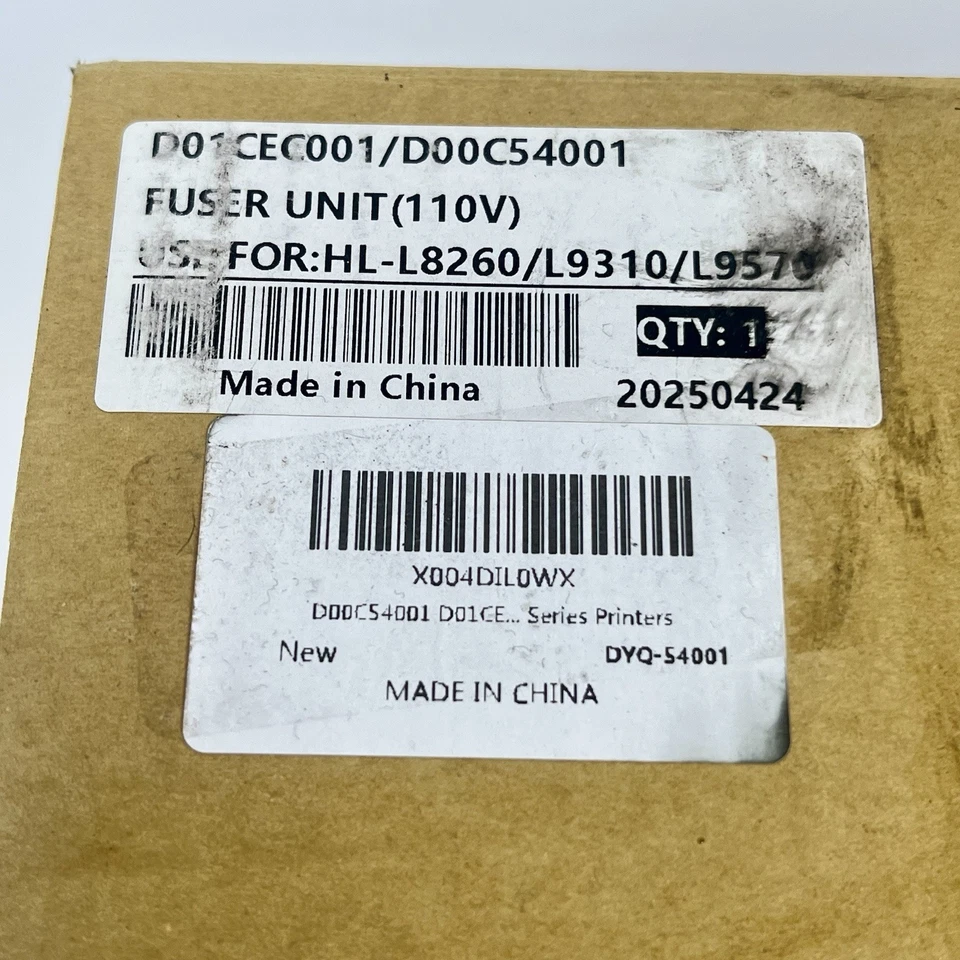 D01CEC001/D00C54001
FUSER UNIT(110V)
USE FOR:HL-L8260/L9310/L9570
QTY: 1
Made in China
20250424
X004DIL0WX
D00C54001 D01CE... Series Printers
New
DYQ-54001
MADE IN CHINA